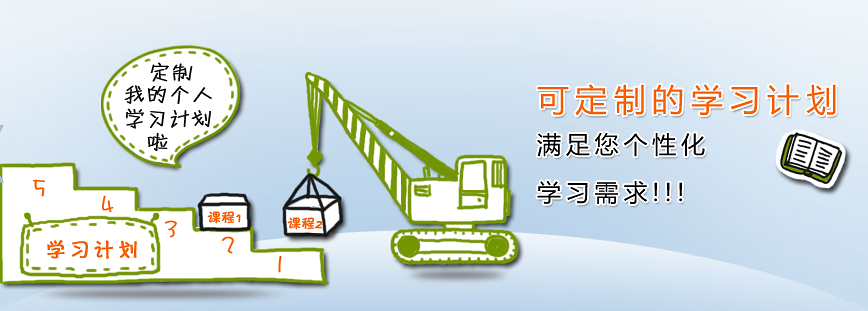 定制
我的个人
学习计划
啦
可定制的学习计划
满足您个性化
学习需求!!!
5
4
3
2
1
课程1
课程2
学习计划